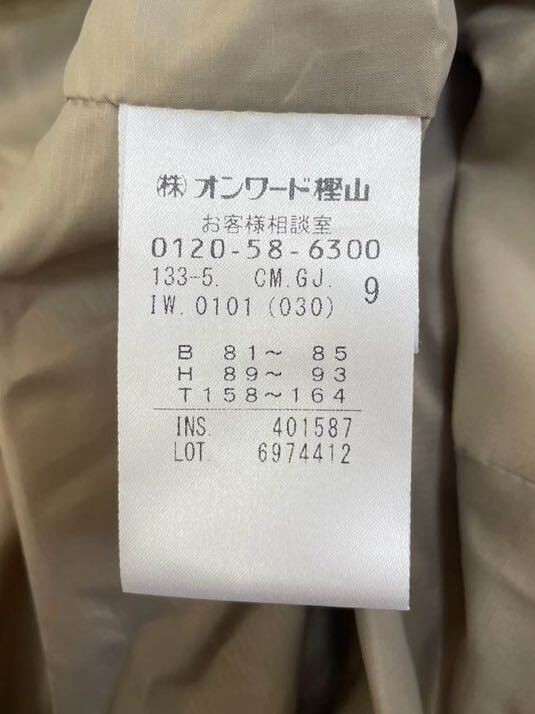 ㈱オンワード樫山
お客様相談室
0120-58-6300
133-5. CM.GJ. 9
IW.0101(030)
B 81～ 85
H 89～ 93
T 158～164
INS. 401587
LOT. 6974412